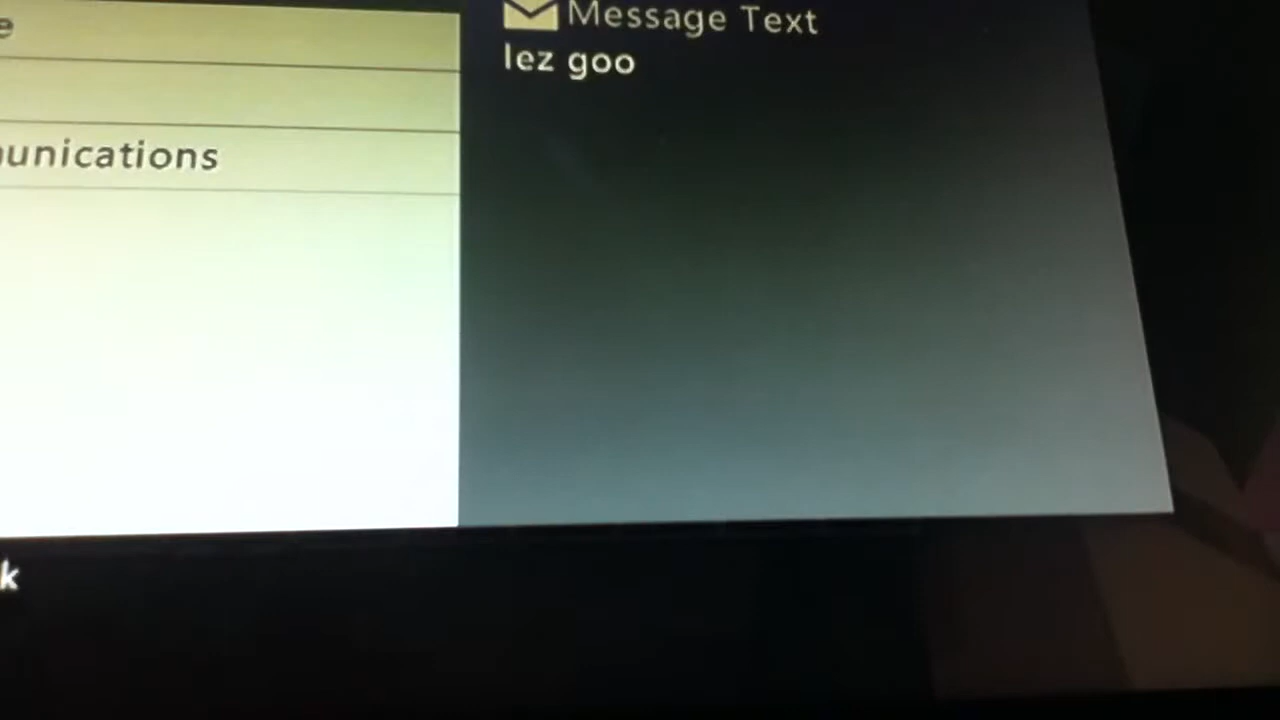 e
Message Text
lez goo
unications
k